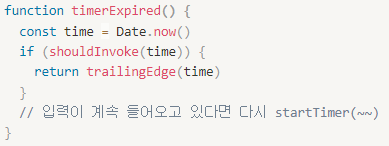 function timerExpired() {
  const time = Date.now()
  if (shouldInvoke(time)) {
    return trailingEdge(time)
  }
  // 입력이 계속 들어오고 있다면 다시 startTimer(~~)
}